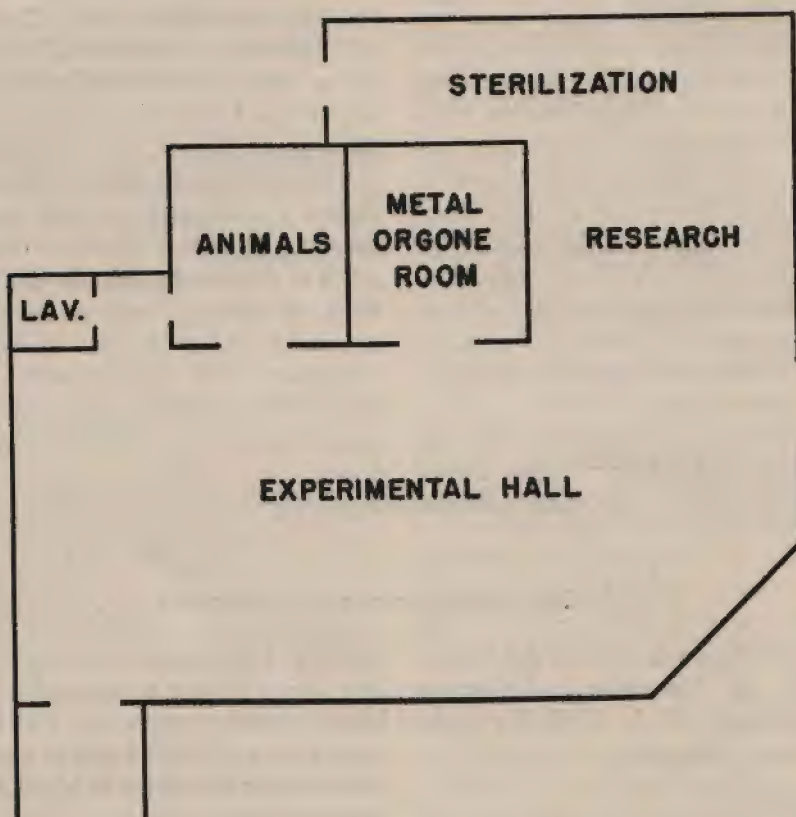 STERILIZATION
METAL
ORGONE
ROOM
ANIMALS
RESEARCH
LAV.
EXPERIMENTAL HALL